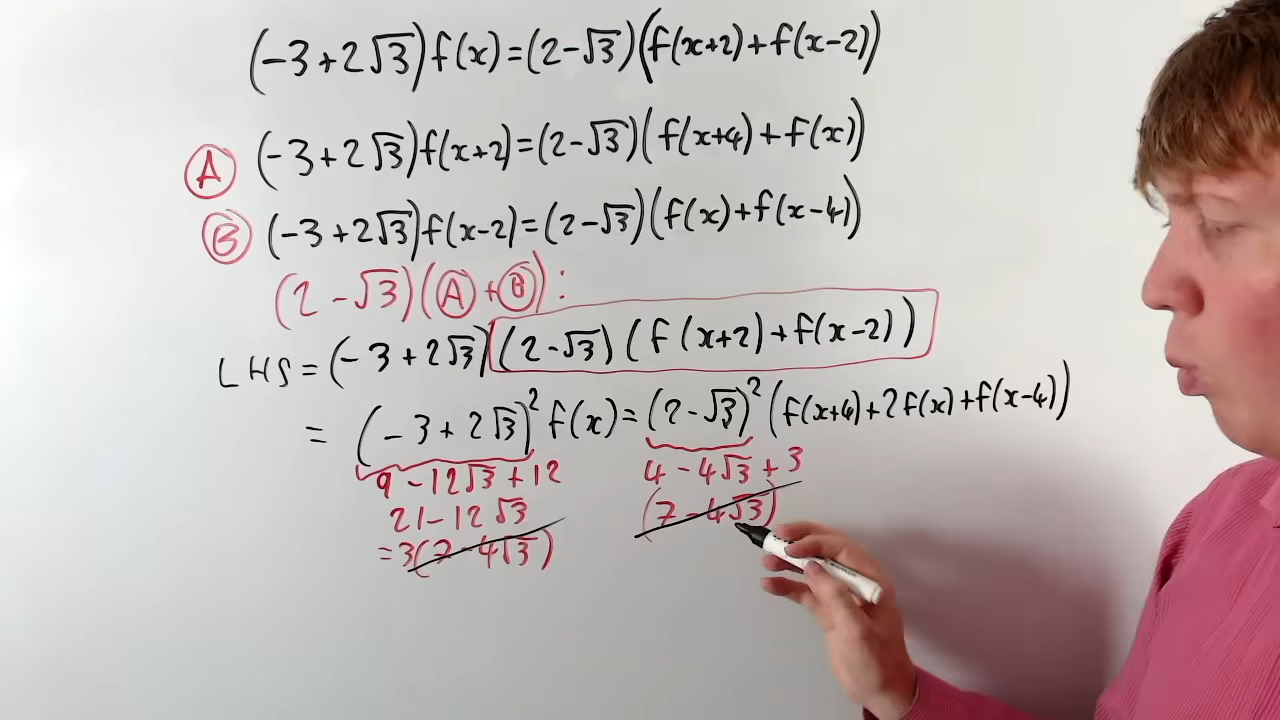 (-3+2√3)f(x)=(2-√3)(f(x+2)+f(x-2))
Ⓐ (-3+2√3)f(x+2)=(2-√3)(f(x+4)+f(x))
Ⓑ (-3+2√3)f(x-2)=(2-√3)(f(x)+f(x-4))
(2-√3)(Ⓐ+Ⓑ):
LHS=(-3+2√3)(2-√3)(f(x+2)+f(x-2))
=(-3+2√3)²f(x)=(2-√3)²(f(x+4)+2f(x)+f(x-4))
9-12√3+12 4-4√3+3
21-12√3 (7-4√3)
=3(7-4√3)